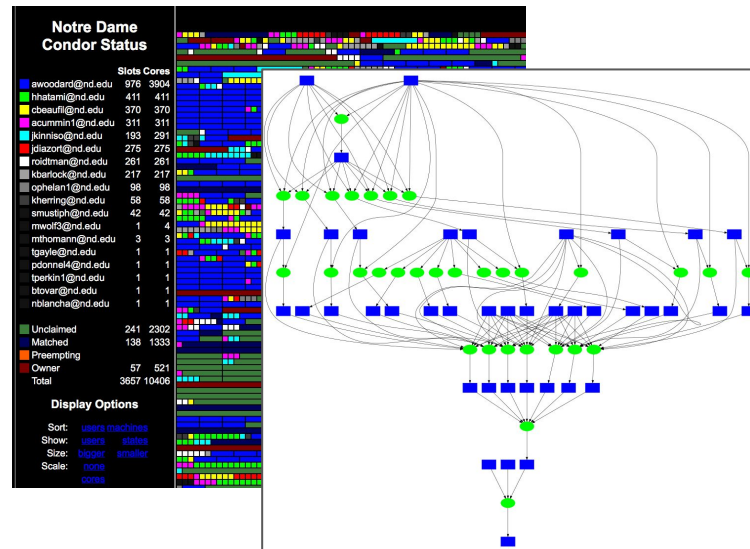 Notre Dame
Condor Status
Slots Cores
awoodard@nd.edu 976 3904
hhatami@nd.edu 411 411
cbeaufil@nd.edu 370 370
acummin1@nd.edu 311 311
jkinniso@nd.edu 193 291
jdiazort@nd.edu 275 275
roidtman@nd.edu 261 261
kbarlock@nd.edu 217 217
ophelan1@nd.edu 98 98
kherring@nd.edu 58 58
smustiph@nd.edu 42 42
mwolf3@nd.edu 1 4
mthomann@nd.edu 3 3
tgayle@nd.edu 1 1
pdonnel4@nd.edu 1 1
tperkin1@nd.edu 1 1
btovar@nd.edu 1 1
nblancha@nd.edu 1 1
Unclaimed 241 2302
Matched 138 1333
Preempting
Owner 57 521
Total 3657 10406
Display Options
Sort: users machines
Show: users states
Size: bigger smaller
Scale: none
cores